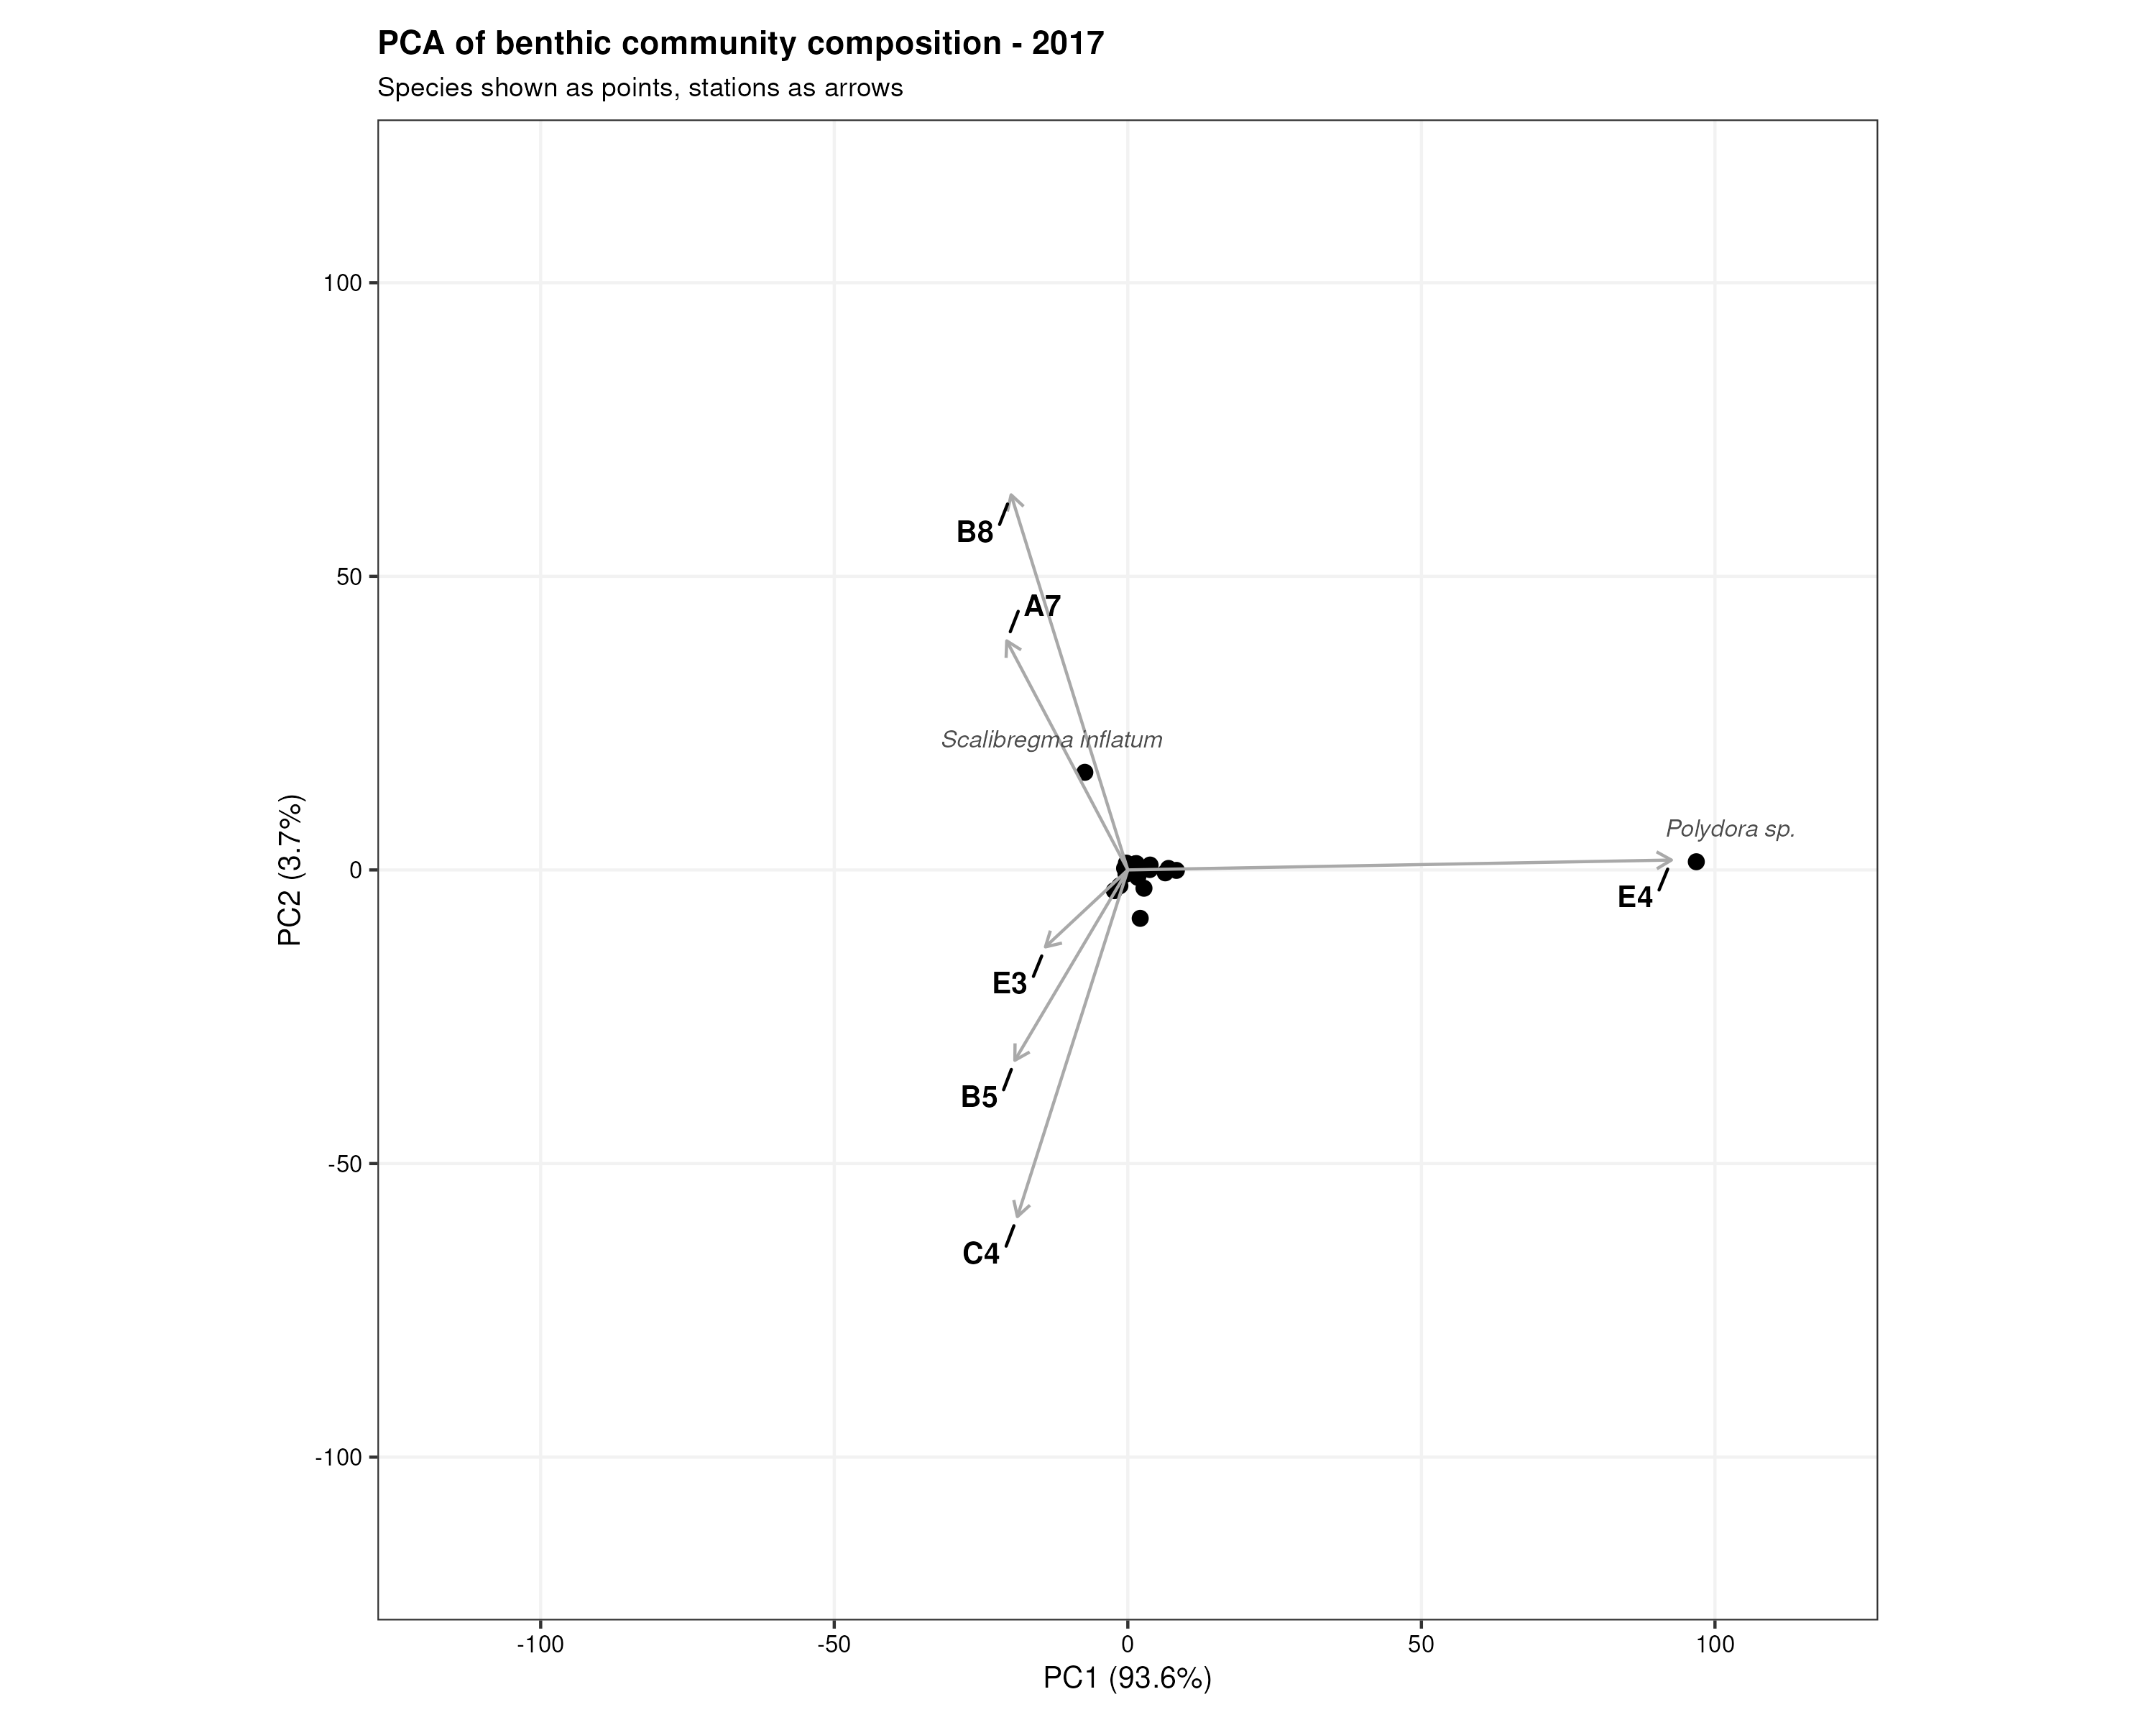 PCA of benthic community composition - 2017
Species shown as points, stations as arrows
100
50
0
-50
-100
PC2 (3.7%)
B8
A7
Scalibregma inflatum
Polydora sp.
E4
E3
B5
C4
-100
-50
0
50
100
PC1 (93.6%)